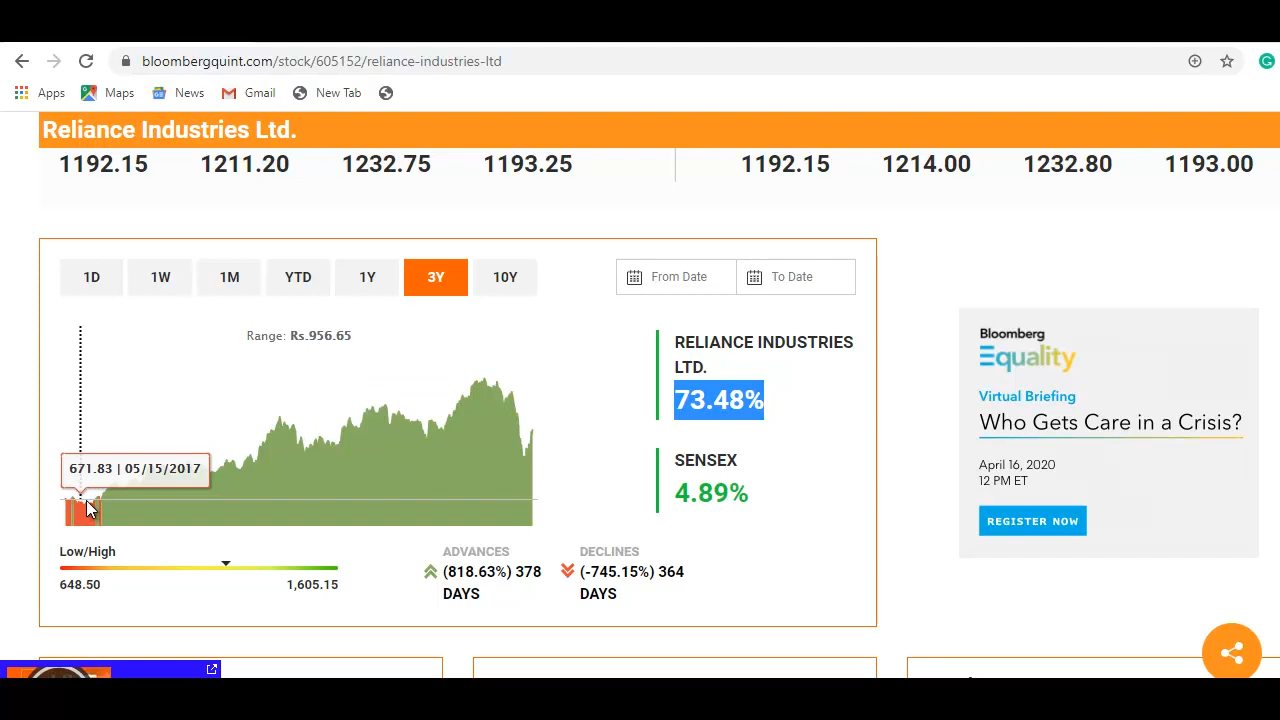 bloombergquint.com/stock/605152/reliance-industries-ltd
Apps Maps News Gmail New Tab
Reliance Industries Ltd.
1192.15 1211.20 1232.75 1193.25 1192.15 1214.00 1232.80 1193.00
1D 1W 1M YTD 1Y 3Y 10Y From Date To Date
Range: Rs.956.65
RELIANCE INDUSTRIES
LTD.
73.48%
671.83 | 05/15/2017
SENSEX
4.89%
Low/High
648.50 1,605.15
ADVANCES
(818.63%) 378
DAYS
DECLINES
(-745.15%) 364
DAYS
Bloomberg
Equality
Virtual Briefing
Who Gets Care in a Crisis?
April 16, 2020
12 PM ET
REGISTER NOW